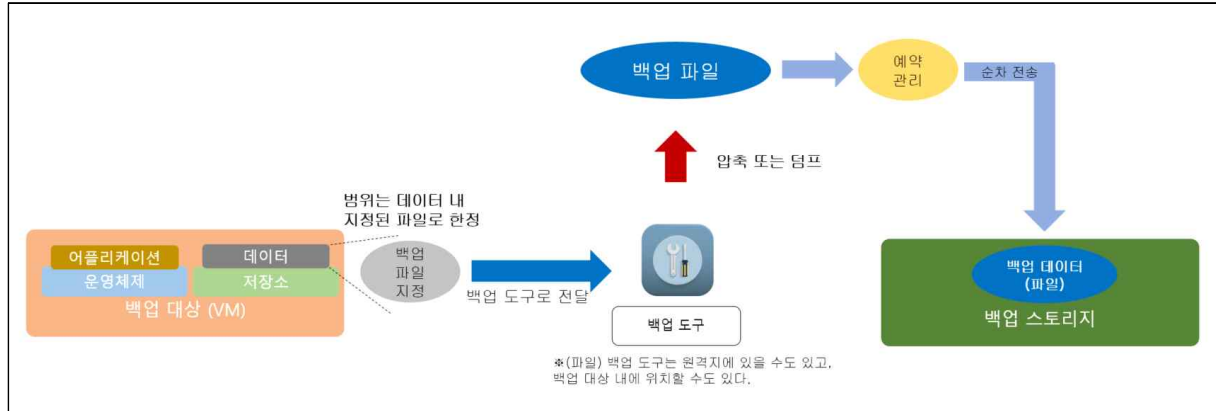 백업 파일
예약
관리
순차 전송
압축 또는 덤프
범위는 데이터 내
지정된 파일로 한정
어플리케이션
데이터
운영체제
저장소
백업 대상 (VM)
백업
파일
지정
백업 도구로 전달
백업 도구
※(파일) 백업 도구는 원격지에 있을 수도 있고,
백업 대상 내에 위치할 수도 있다.
백업 데이터
(파일)
백업 스토리지